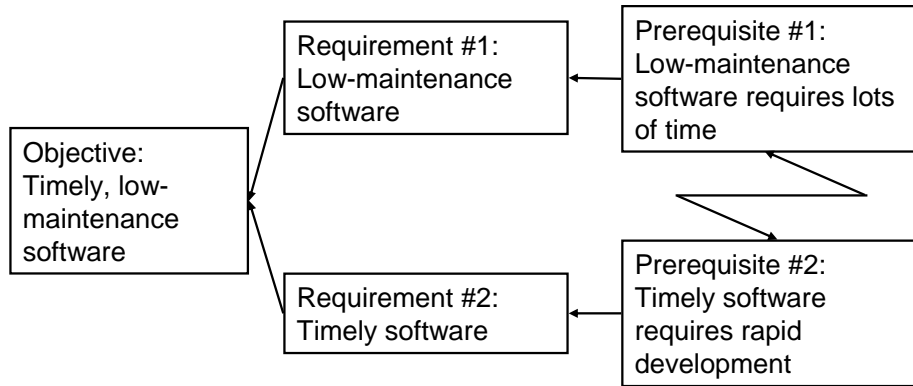 Objective:
Timely, low-
maintenance
software
Requirement #1:
Low-maintenance
software
Prerequisite #1:
Low-maintenance
software requires lots
of time
Requirement #2:
Timely software
Prerequisite #2:
Timely software
requires rapid
development